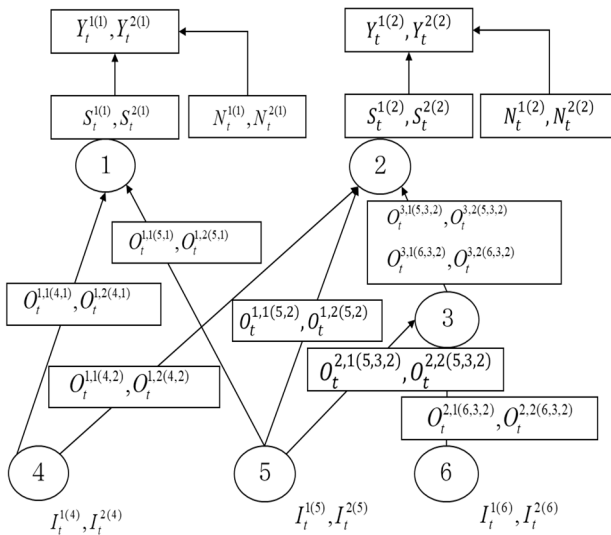 Y_t^{1(1)}, Y_t^{2(1)}
Y_t^{1(2)}, Y_t^{2(2)}
S_t^{1(1)}, S_t^{2(1)}
N_t^{1(1)}, N_t^{2(1)}
S_t^{1(2)}, S_t^{2(2)}
N_t^{1(2)}, N_t^{2(2)}
1
2
O_t^{1,1(5,1)}, O_t^{1,2(5,1)}
O_t^{3,1(5,3,2)}, O_t^{3,2(5,3,2)}
O_t^{3,1(6,3,2)}, O_t^{3,2(6,3,2)}
O_t^{1,1(4,1)}, O_t^{1,2(4,1)}
O_t^{1,1(5,2)}, O_t^{1,2(5,2)}
3
O_t^{1,1(4,2)}, O_t^{1,2(4,2)}
O_t^{2,1(5,3,2)}, O_t^{2,2(5,3,2)}
O_t^{2,1(6,3,2)}, O_t^{2,2(6,3,2)}
4
5
6
I_t^{1(4)}, I_t^{2(4)}
I_t^{1(5)}, I_t^{2(5)}
I_t^{1(6)}, I_t^{2(6)}